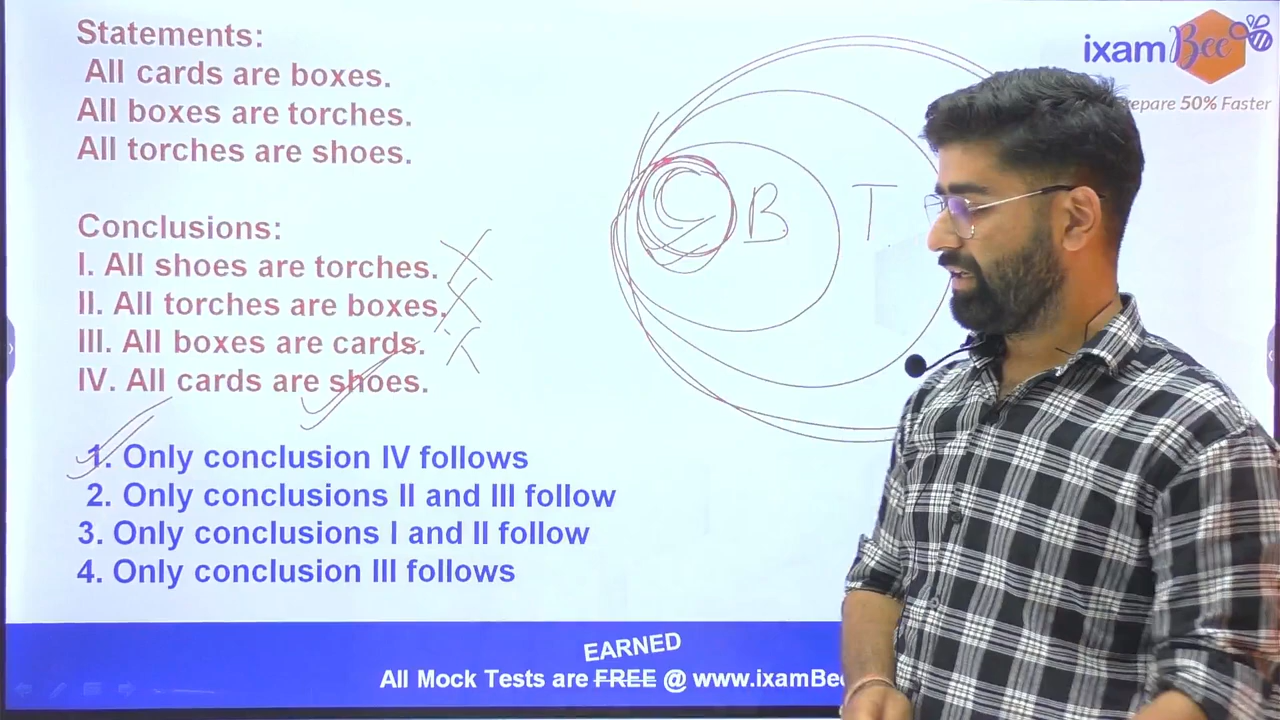 Statements:
All cards are boxes.
All boxes are torches.
All torches are shoes.
Conclusions:
I. All shoes are torches.
II. All torches are boxes.
III. All boxes are cards.
IV. All cards are shoes.
1. Only conclusion IV follows
2. Only conclusions II and III follow
3. Only conclusions I and II follow
4. Only conclusion III follows
C B T
ixamBee
repare 50% Faster
EARNED
All Mock Tests are FREE @ www.ixamBee